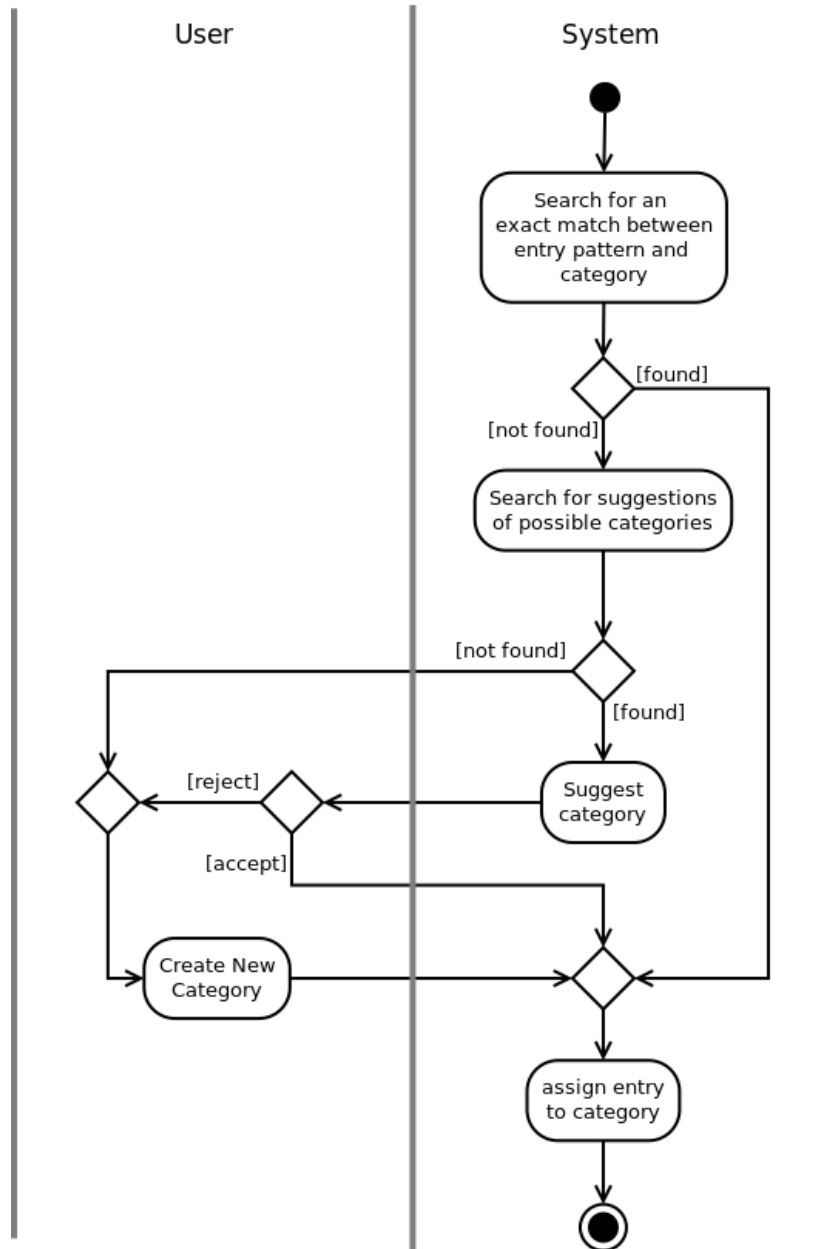 User
System
Search for an
exact match between
entry pattern and
category
[found]
[not found]
Search for suggestions
of possible categories
[not found]
[found]
Suggest
category
[reject]
[accept]
Create New
Category
assign entry
to category